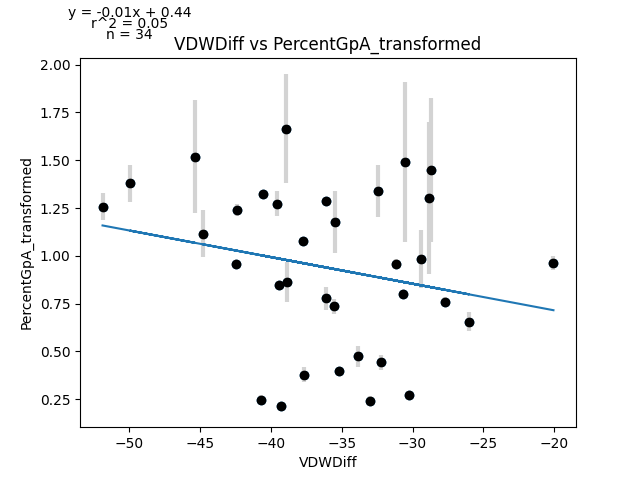 y = -0.01x + 0.44
r^2 = 0.05
n = 34
VDWDiff vs PercentGpA_transformed
2.00
1.75
1.50
1.25
1.00
0.75
0.50
0.25
PercentGpA_transformed
−50
−45
−40
−35
−30
−25
−20
VDWDiff